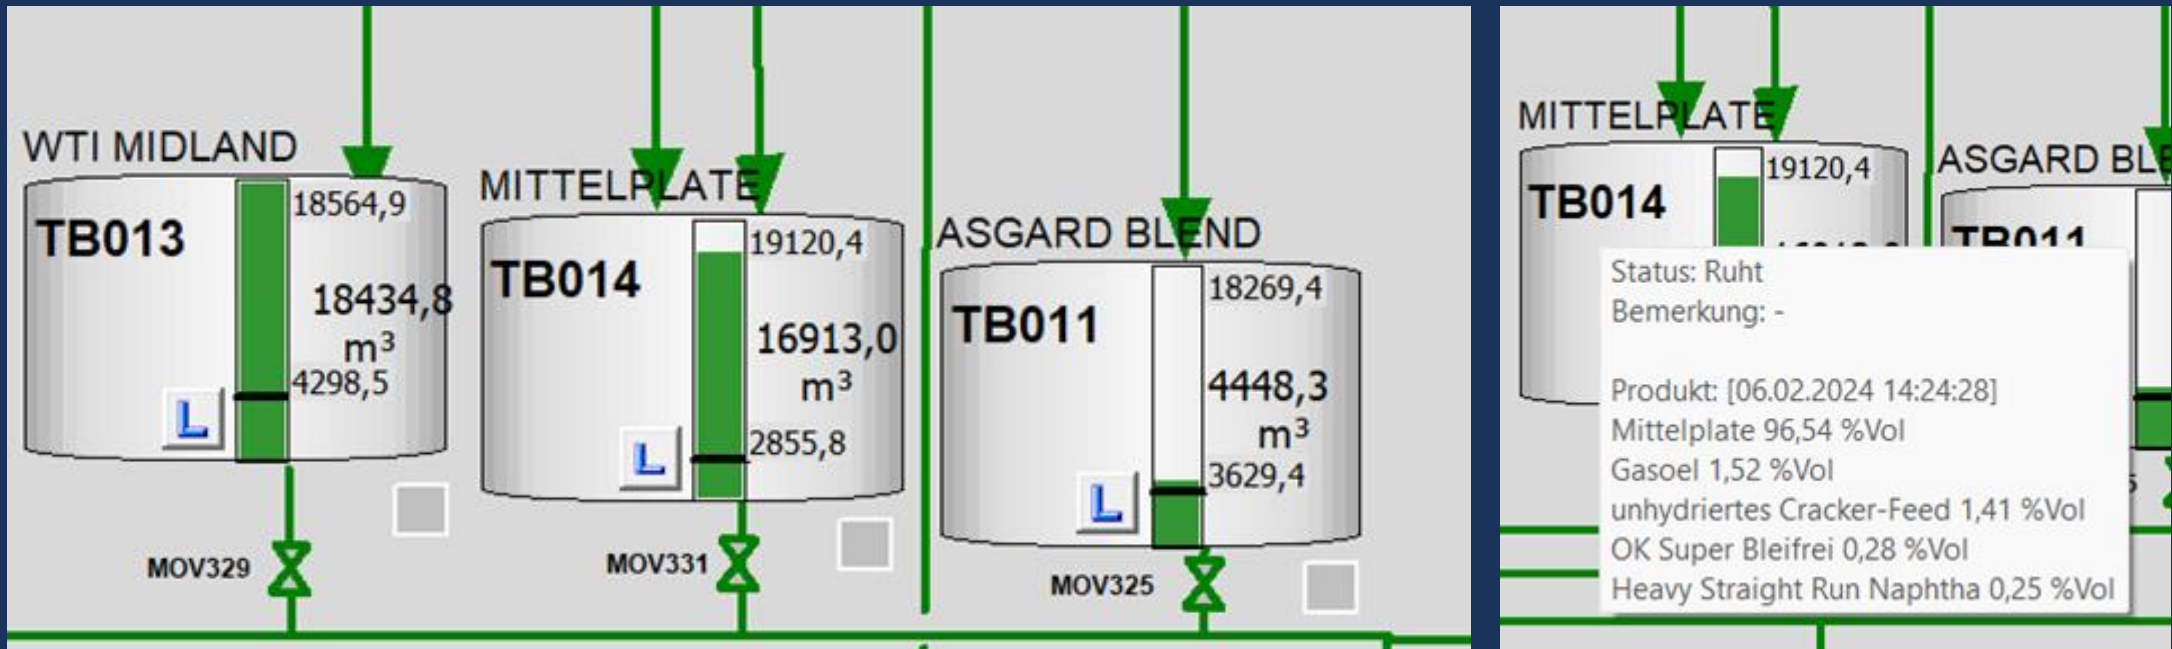 WTI MIDLAND
TB013
18564,9
18434,8
m³
4298,5
L
MOV329
MITTELPLATE
TB014
19120,4
16913,0
m³
2855,8
L
MOV331
ASGARD BLEND
TB011
18269,4
4448,3
m³
3629,4
L
MOV325
MITTELPLATE
TB014
19120,4
ASGARD BLE
TB011
Status: Ruht
Bemerkung: -
Produkt: [06.02.2024 14:24:28]
Mittelplate 96,54 %Vol
Gasoel 1,52 %Vol
unhydriertes Cracker-Feed 1,41 %Vol
OK Super Bleifrei 0,28 %Vol
Heavy Straight Run Naphtha 0,25 %Vol